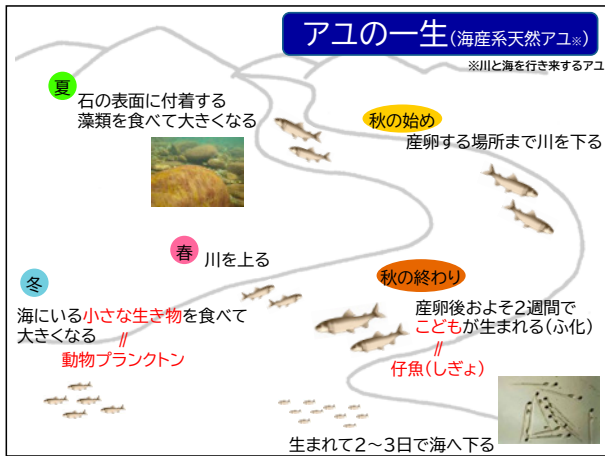 アユの一生(海産系天然アユ※)
※川と海を行き来するアユ
夏
石の表面に付着する
藻類を食べて大きくなる
秋の始め
産卵する場所まで川を下る
春
川を上る
冬
海にいる小さな生き物を食べて
大きくなる
〃
動物プランクトン
秋の終わり
産卵後およそ2週間で
こどもが生まれる(ふ化)
〃
仔魚(しぎょ)
生まれて2~3日で海へ下る